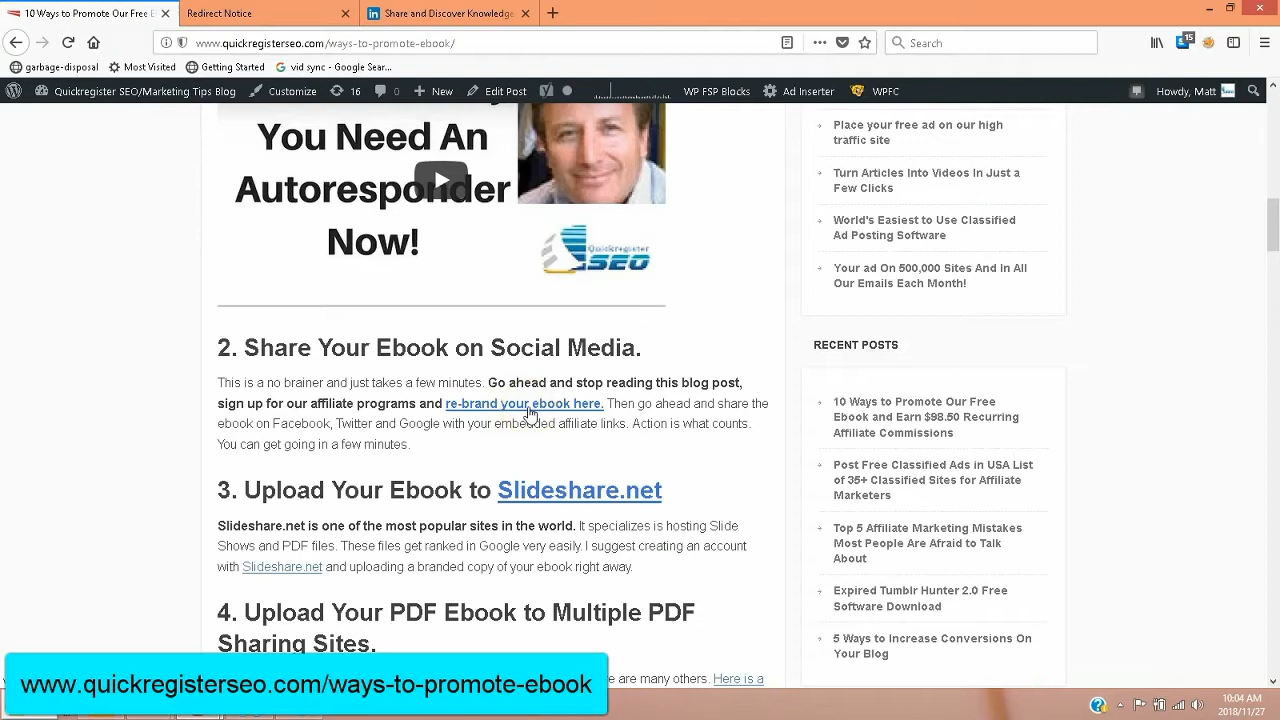 10 Ways to Promote Our Free E
Redirect Notice
Share and Discover Knowledge
www.quickregisterseo.com/ways-to-promote-ebook/
Search
15
garbage-disposal
Most Visited
Getting Started
vid sync - Google Sear...
Quickregister SEO/Marketing Tips Blog
Customize
16
0
New
Edit Post
WP FSP Blocks
Ad Inserter
WPFC
Howdy, Matt
You Need An
Autoresponder
Now!
Quickregister
SEO
2. Share Your Ebook on Social Media.
This is a no brainer and just takes a few minutes. Go ahead and stop reading this blog post,
sign up for our affiliate programs and re-brand your ebook here. Then go ahead and share the
ebook on Facebook, Twitter and Google with your embedded affiliate links. Action is what counts.
You can get going in a few minutes.
3. Upload Your Ebook to Slideshare.net
Slideshare.net is one of the most popular sites in the world. It specializes is hosting Slide
Shows and PDF files. These files get ranked in Google very easily. I suggest creating an account
with Slideshare.net and uploading a branded copy of your ebook right away.
4. Upload Your PDF Ebook to Multiple PDF
Sharing Sites.
re are many others. Here is a
Place your free ad on our high
traffic site
Turn Articles Into Videos In Just a
Few Clicks
World's Easiest to Use Classified
Ad Posting Software
Your ad On 500,000 Sites And In All
Our Emails Each Month!
RECENT POSTS
10 Ways to Promote Our Free
Ebook and Earn $98.50 Recurring
Affiliate Commissions
Post Free Classified Ads in USA List
of 35+ Classified Sites for Affiliate
Marketers
Top 5 Affiliate Marketing Mistakes
Most People Are Afraid to Talk
About
Expired Tumblr Hunter 2.0 Free
Software Download
5 Ways to Increase Conversions On
Your Blog
www.quickregisterseo.com/ways-to-promote-ebook
10:04 AM
2018/11/27